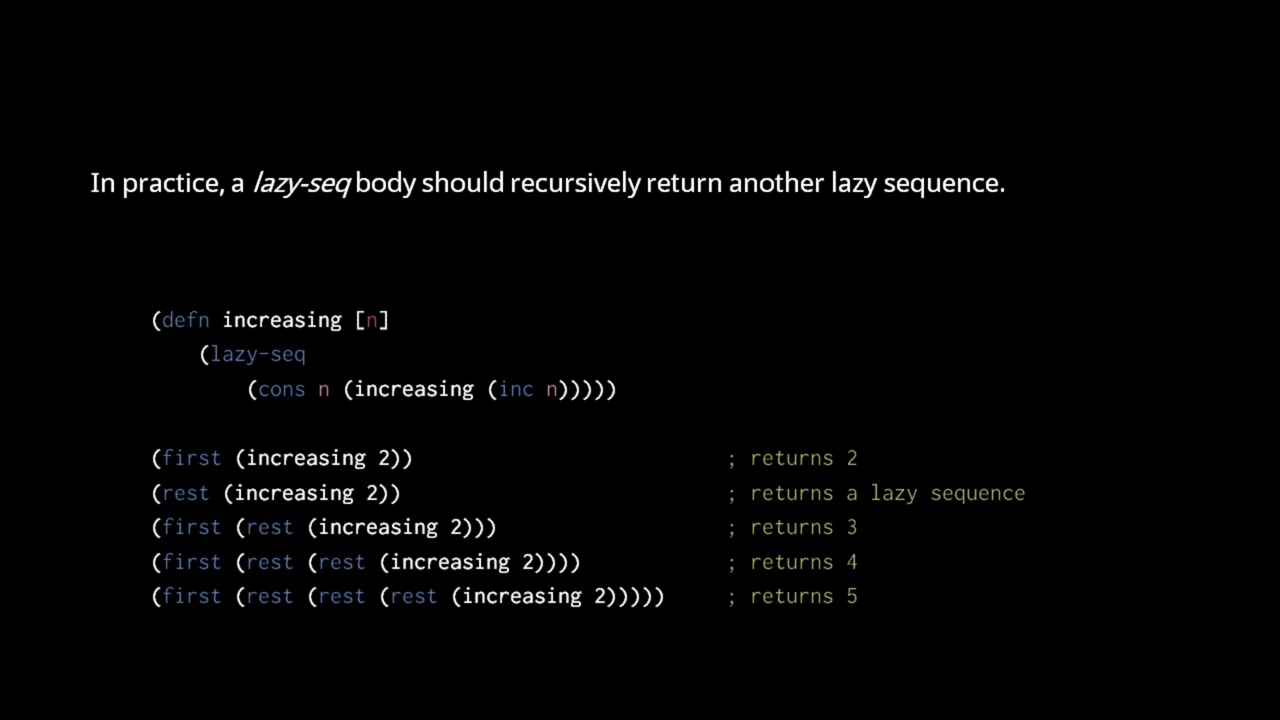 In practice, a lazy-seq body should recursively return another lazy sequence.
(defn increasing [n]
(lazy-seq
(cons n (increasing (inc n)))))
(first (increasing 2)) ; returns 2
(rest (increasing 2)) ; returns a lazy sequence
(first (rest (increasing 2))) ; returns 3
(first (rest (rest (increasing 2)))) ; returns 4
(first (rest (rest (rest (increasing 2))))) ; returns 5